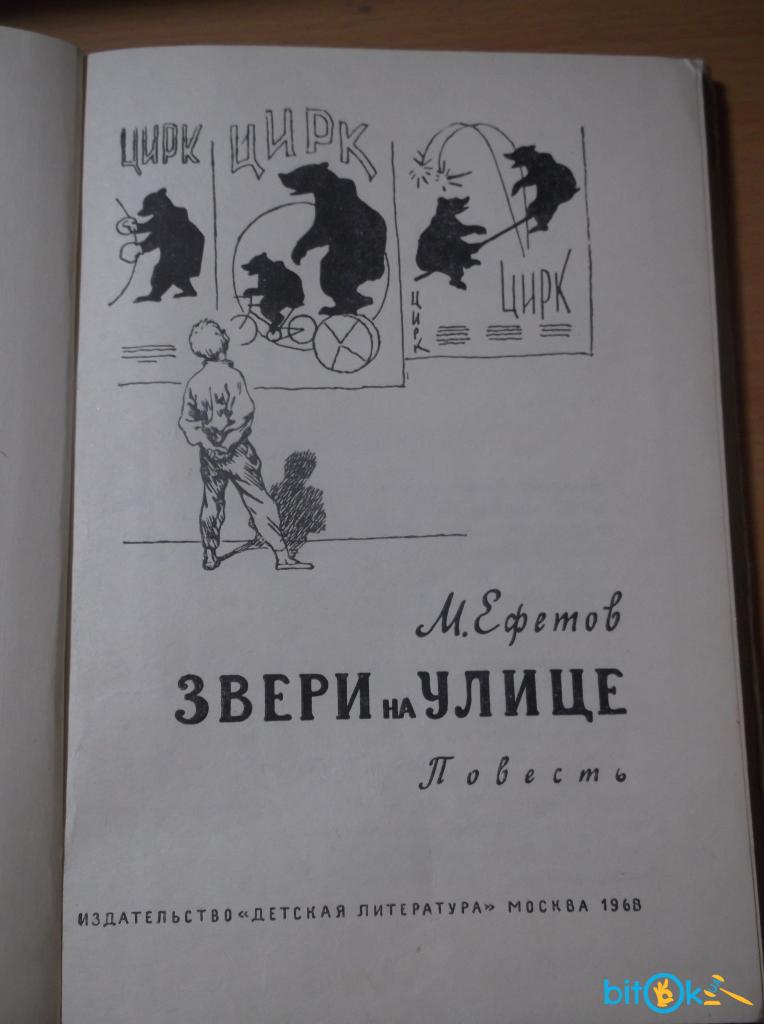 ЦИРК
ЦИРК
ЦИРК
ЦИРК
М. Ефетов
ЗВЕРИ НА УЛИЦЕ
Повесть
ИЗДАТЕЛЬСТВО «ДЕТСКАЯ ЛИТЕРАТУРА» МОСКВА 1968
bitOk